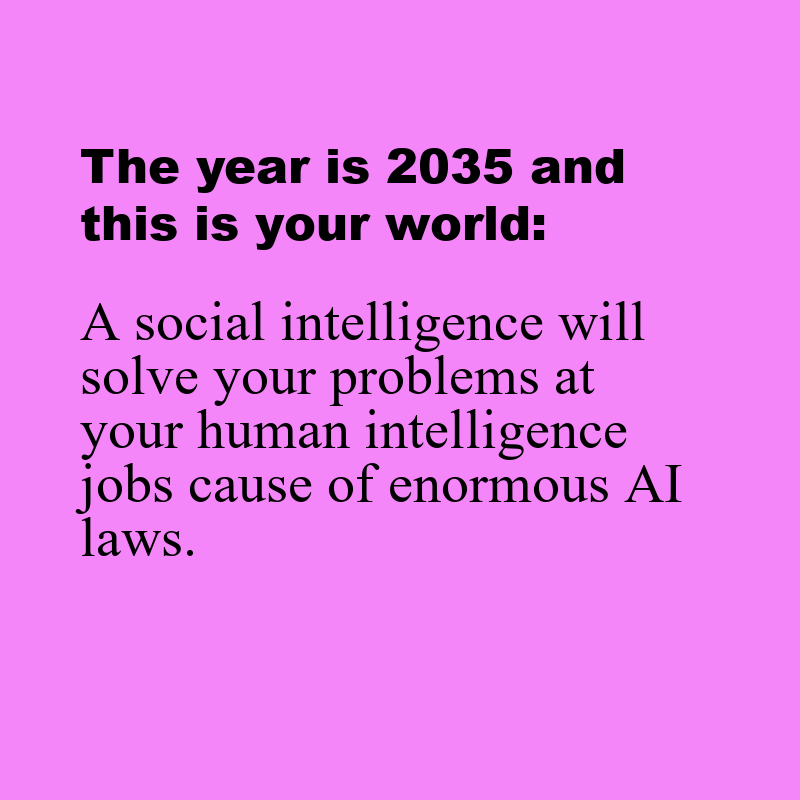 The year is 2035 and
this is your world:
A social intelligence will
solve your problems at
your human intelligence
jobs cause of enormous AI
laws.